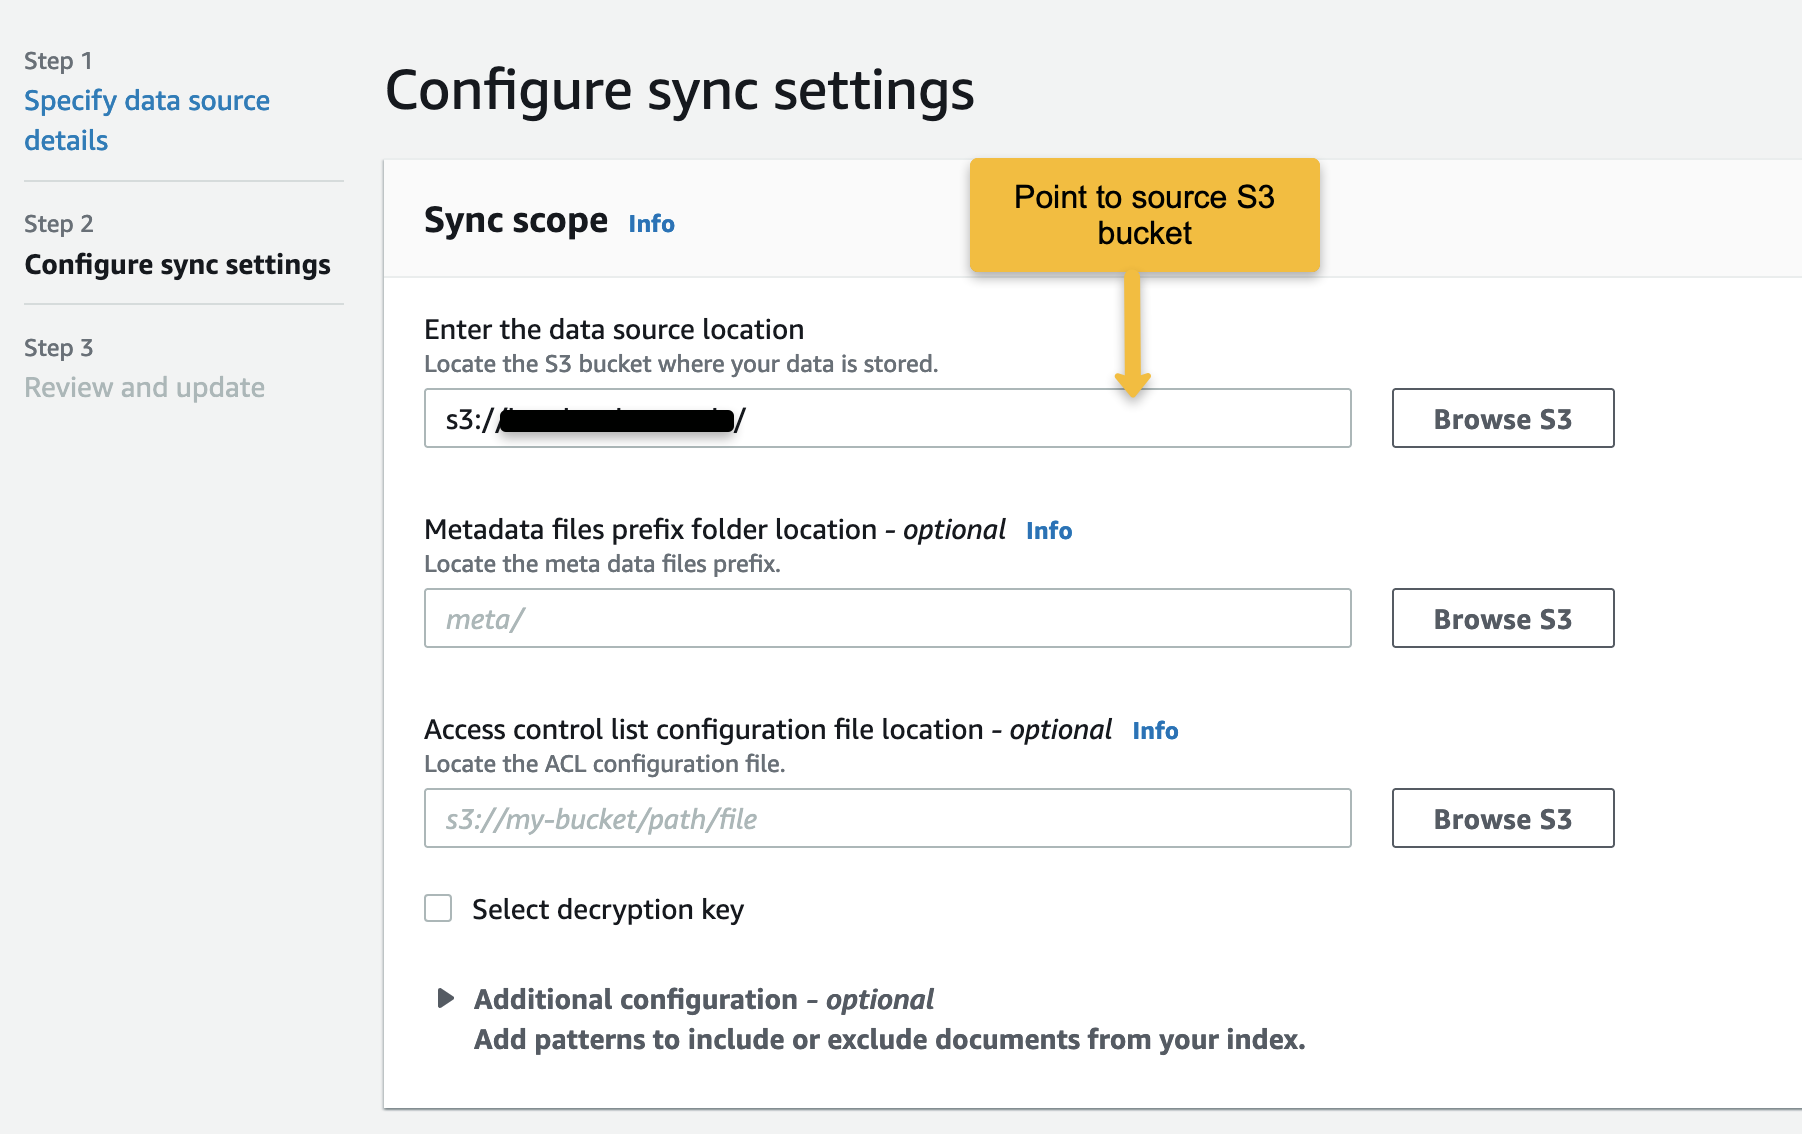 Step 1
Specify data source
details
Step 2
Configure sync settings
Step 3
Review and update
Configure sync settings
Sync scope Info
Point to source S3
bucket
Enter the data source location
Locate the S3 bucket where your data is stored.
s3:// /
Browse S3
Metadata files prefix folder location - optional Info
Locate the meta data files prefix.
meta/
Browse S3
Access control list configuration file location - optional Info
Locate the ACL configuration file.
s3://my-bucket/path/file
Browse S3
Select decryption key
Additional configuration - optional
Add patterns to include or exclude documents from your index.